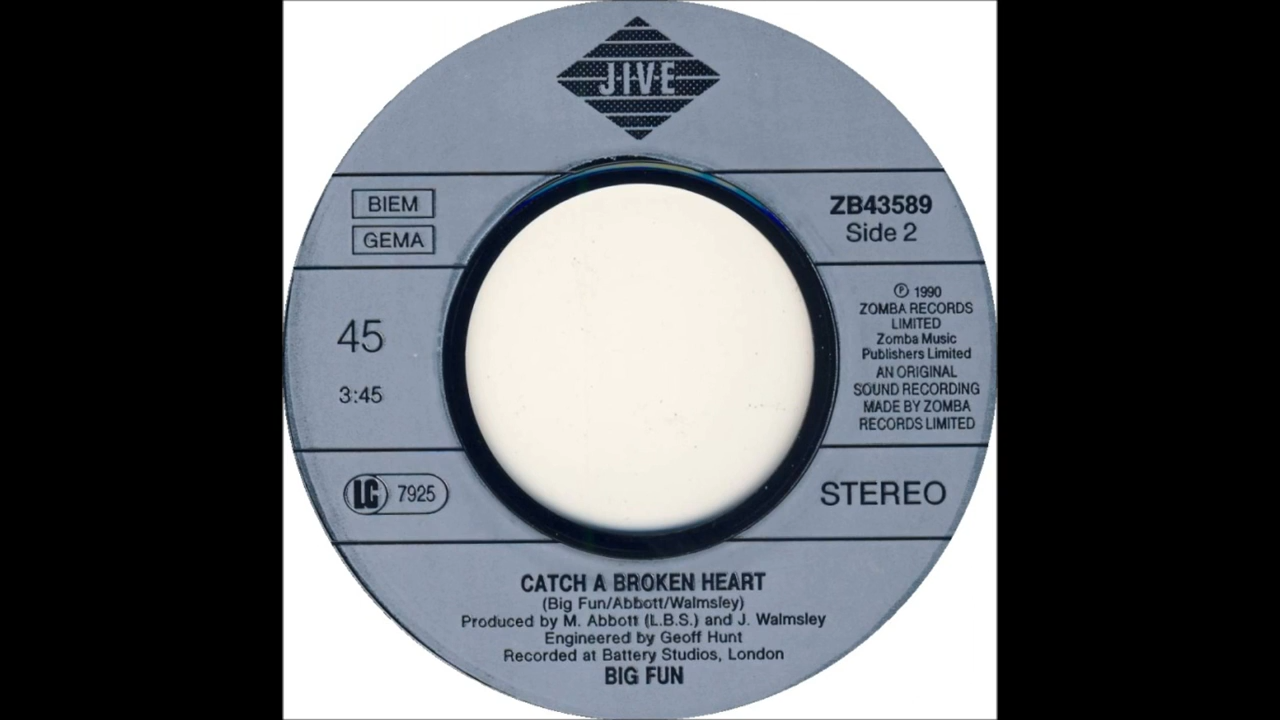 JIVE
BIEM
GEMA
ZB43589
Side 2
45
3:45
℗ 1990
ZOMBA RECORDS
LIMITED
Zomba Music
Publishers Limited
AN ORIGINAL
SOUND RECORDING
MADE BY ZOMBA
RECORDS LIMITED
LC 7925
STEREO
CATCH A BROKEN HEART
(Big Fun/Abbott/Walmsley)
Produced by M. Abbott (L.B.S.) and J. Walmsley
Engineered by Geoff Hunt
Recorded at Battery Studios, London
BIG FUN